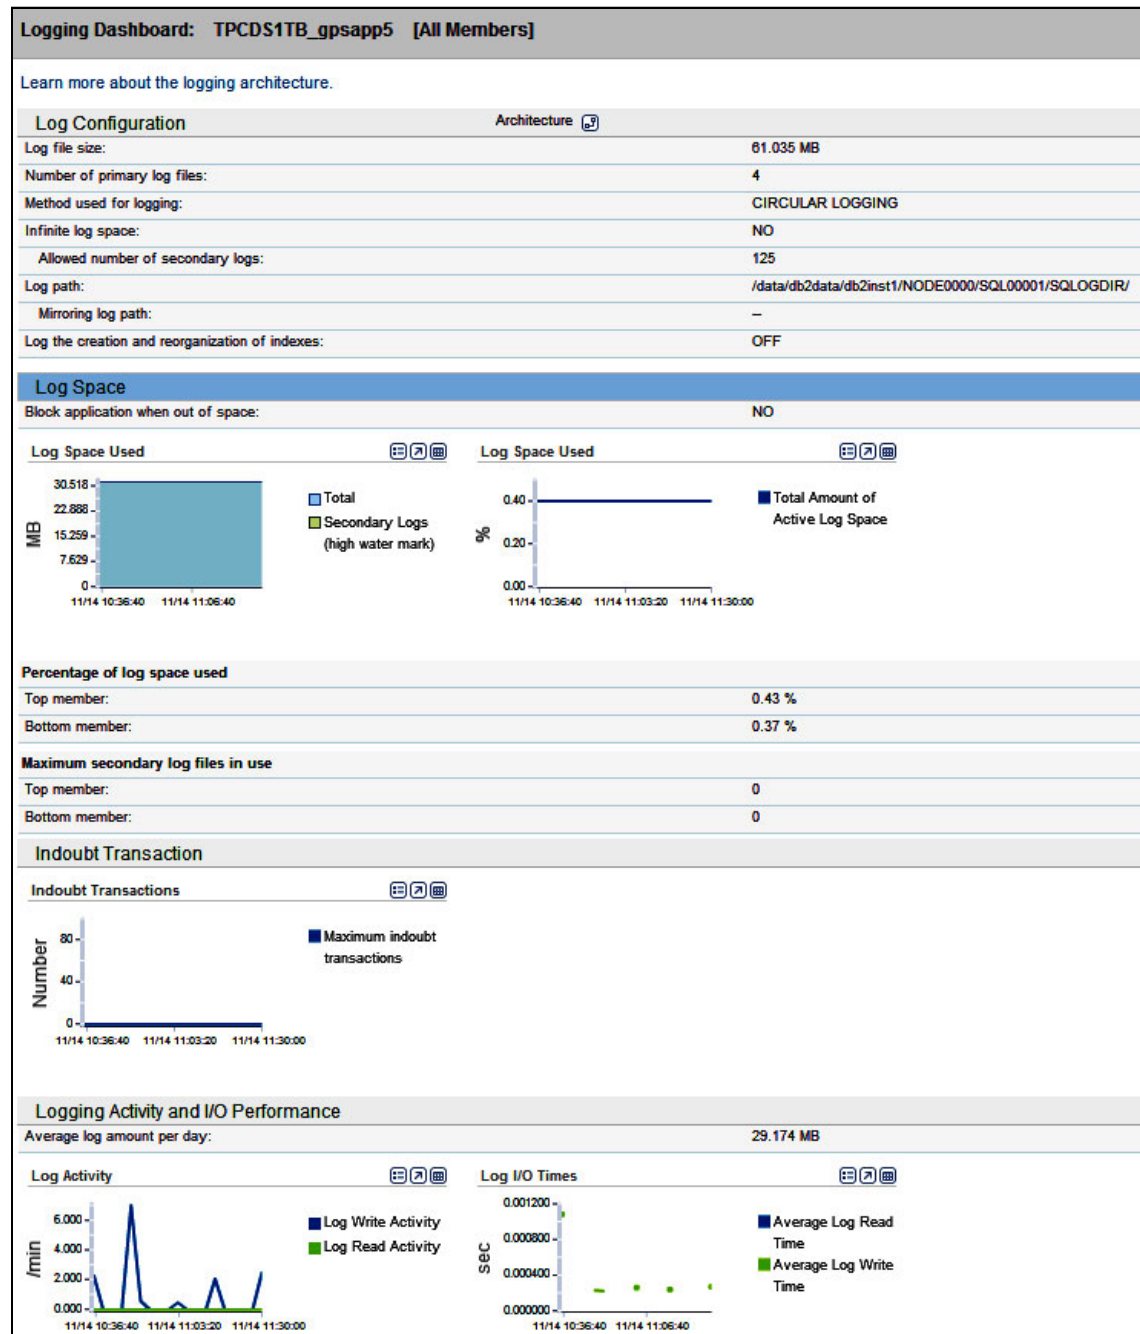 Logging Dashboard: TPCDS1TB_gpsapp5 [All Members]
Learn more about the logging architecture.
Log Configuration Architecture
Log file size: 61.035 MB
Number of primary log files: 4
Method used for logging: CIRCULAR LOGGING
Infinite log space: NO
Allowed number of secondary logs: 125
Log path: /data/db2data/db2inst1/NODE0000/SQL00001/SQLOGDIR/
Mirroring log path: –
Log the creation and reorganization of indexes: OFF
Log Space
Block application when out of space: NO
Log Space Used
30.518
22.888
15.259
7.629
0
MB
11/14 10:36:40 11/14 11:06:40
Total
Secondary Logs
(high water mark)
Log Space Used
0.40
0.20
0.00
%
11/14 10:36:40 11/14 11:03:20 11/14 11:30:00
Total Amount of
Active Log Space
Percentage of log space used
Top member: 0.43 %
Bottom member: 0.37 %
Maximum secondary log files in use
Top member: 0
Bottom member: 0
Indoubt Transaction
Indoubt Transactions
80
40
0
Number
11/14 10:36:40 11/14 11:03:20 11/14 11:30:00
Maximum indoubt
transactions
Logging Activity and I/O Performance
Average log amount per day: 29.174 MB
Log Activity
6.000
4.000
2.000
0.000
/min
11/14 10:36:40 11/14 11:03:20 11/14 11:30:00
Log Write Activity
Log Read Activity
Log I/O Times
0.001200
0.000800
0.000400
0.000000
sec
11/14 10:36:40 11/14 11:06:40
Average Log Read
Time
Average Log Write
Time